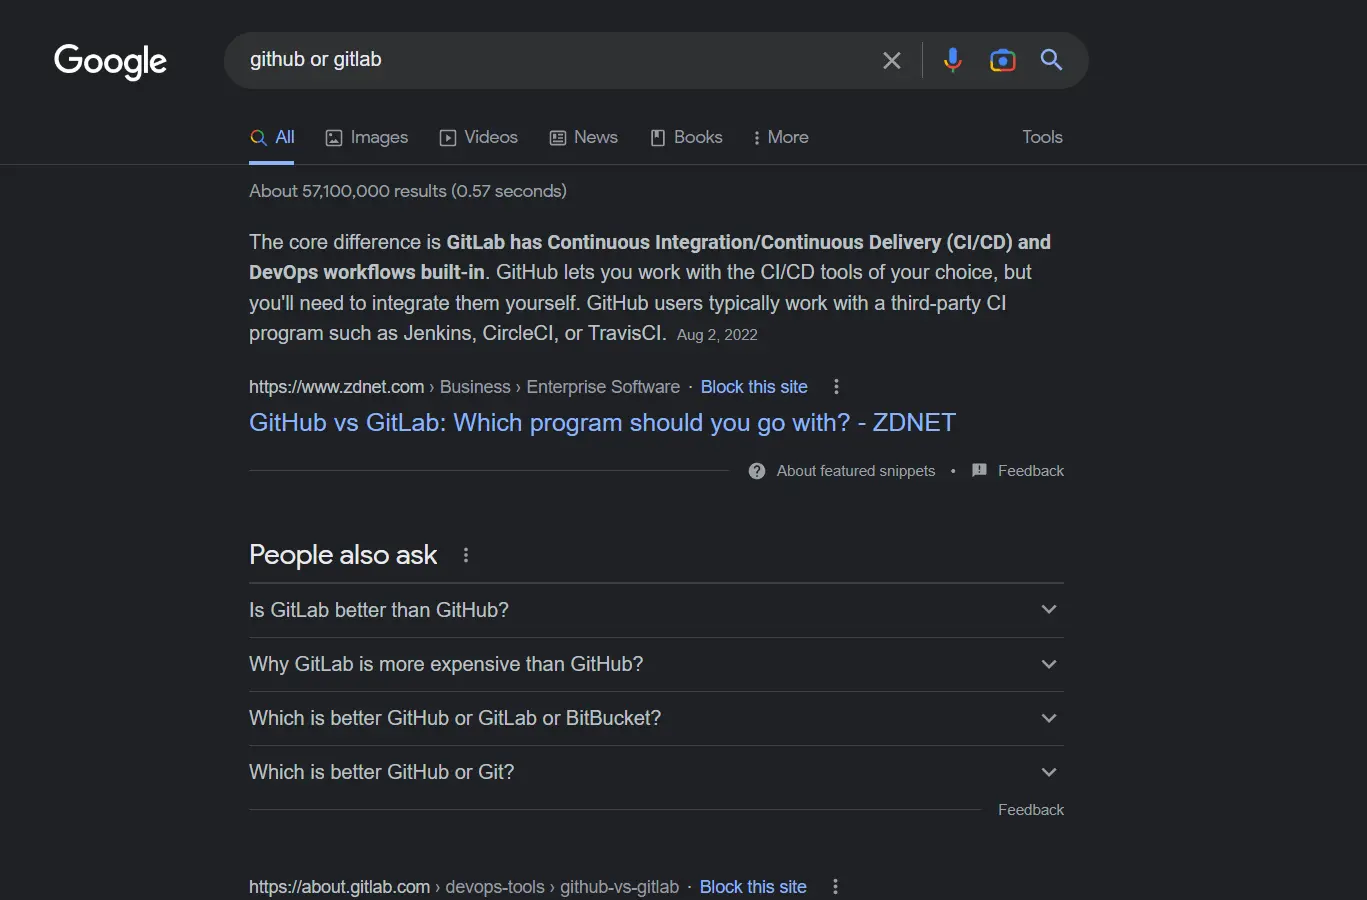 Google
github or gitlab
All Images Videos News Books More Tools
About 57,100,000 results (0.57 seconds)
The core difference is GitLab has Continuous Integration/Continuous Delivery (CI/CD) and
DevOps workflows built-in. GitHub lets you work with the CI/CD tools of your choice, but
you'll need to integrate them yourself. GitHub users typically work with a third-party CI
program such as Jenkins, CircleCI, or TravisCI. Aug 2, 2022
https://www.zdnet.com › Business › Enterprise Software · Block this site
GitHub vs GitLab: Which program should you go with? - ZDNET
About featured snippets • Feedback
People also ask
Is GitLab better than GitHub?
Why GitLab is more expensive than GitHub?
Which is better GitHub or GitLab or BitBucket?
Which is better GitHub or Git?
Feedback
https://about.gitlab.com › devops-tools › github-vs-gitlab · Block this site